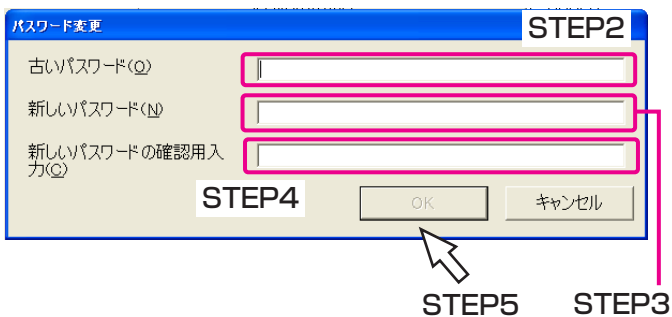 パスワード変更
STEP2
古いパスワード(O)
新しいパスワード(N)
新しいパスワードの確認用入
力(C)
STEP4
OK
キャンセル
STEP5
STEP3